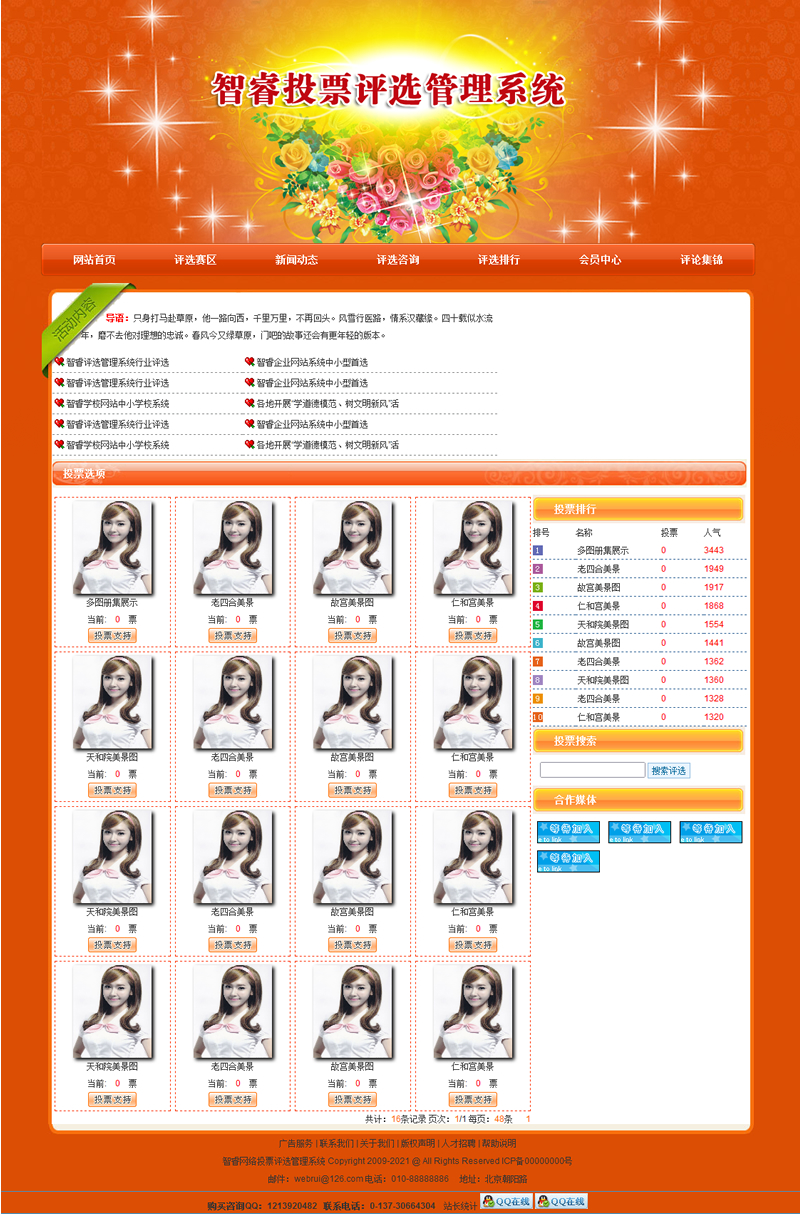 智睿投票评选管理系统
网站首页 评选赛区 新闻动态 评选咨询 评选排行 会员中心 评论集锦
活动内容
导语：只身打马赴草原，他一路向西，千里万里，不再回头。风雪行医路，情系汉藏缘。四十载似水流
年，磨不去他对理想的忠诚。春风今又绿草原，门吧的故事还会有更年轻的版本。
智睿评选管理系统行业评选 智睿企业网站系统中小型首选
智睿评选管理系统行业评选 智睿企业网站系统中小型首选
智睿学校网站中小学校系统 各地开展“学道德模范、树文明新风”活
智睿评选管理系统行业评选 智睿企业网站系统中小型首选
智睿学校网站中小学校系统 各地开展“学道德模范、树文明新风”活
投票选项
多图册集展示 老四合美景 故宫美景图 仁和宫美景
当前: 0 票 当前: 0 票 当前: 0 票 当前: 0 票
投票支持 投票支持 投票支持 投票支持
天和院美景图 老四合美景 故宫美景图 仁和宫美景
当前: 0 票 当前: 0 票 当前: 0 票 当前: 0 票
投票支持 投票支持 投票支持 投票支持
天和院美景图 老四合美景 故宫美景图 仁和宫美景
当前: 0 票 当前: 0 票 当前: 0 票 当前: 0 票
投票支持 投票支持 投票支持 投票支持
天和院美景图 老四合美景 故宫美景图 仁和宫美景
当前: 0 票 当前: 0 票 当前: 0 票 当前: 0 票
投票支持 投票支持 投票支持 投票支持
共计：16条记录 页次：1/1 每页：48条 1
投票排行
排号 名称 投票 人气
1 多图册集展示 0 3443
2 老四合美景 0 1949
3 故宫美景图 0 1917
4 仁和宫美景 0 1868
5 天和院美景图 0 1554
6 故宫美景图 0 1441
7 老四合美景 0 1362
8 天和院美景图 0 1360
9 老四合美景 0 1328
10 仁和宫美景 0 1320
投票搜索
搜索评选
合作媒体
等待加入 等待加入 等待加入
e to link e to link e to link
等待加入
e to link
广告服务 | 联系我们 | 关于我们 | 版权声明 | 人才招聘 | 帮助说明
智睿网络投票评选管理系统 Copyright 2009-2021 @ All Rights Reserved ICP备00000000号
邮件：webrui@126.com 电话：010-88888886 地址：北京朝阳路
购买咨询QQ：1213920482 联系电话：0-137-30664304 站长统计 QQ在线 QQ在线